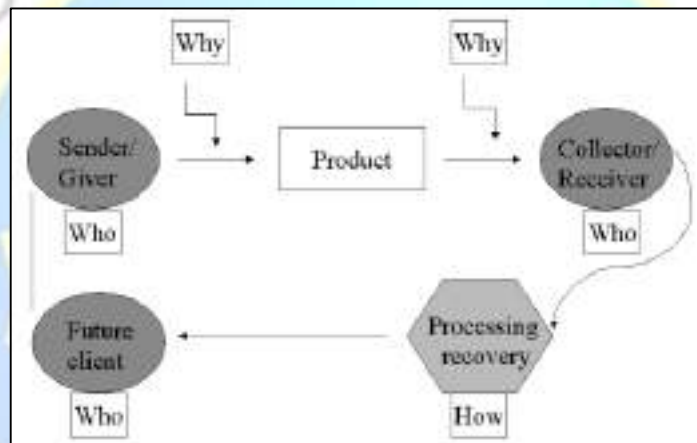 Why
Why
Sender/
Giver
Product
Collector/
Receiver
Who
Who
Future
client
Processing
recovery
Who
How